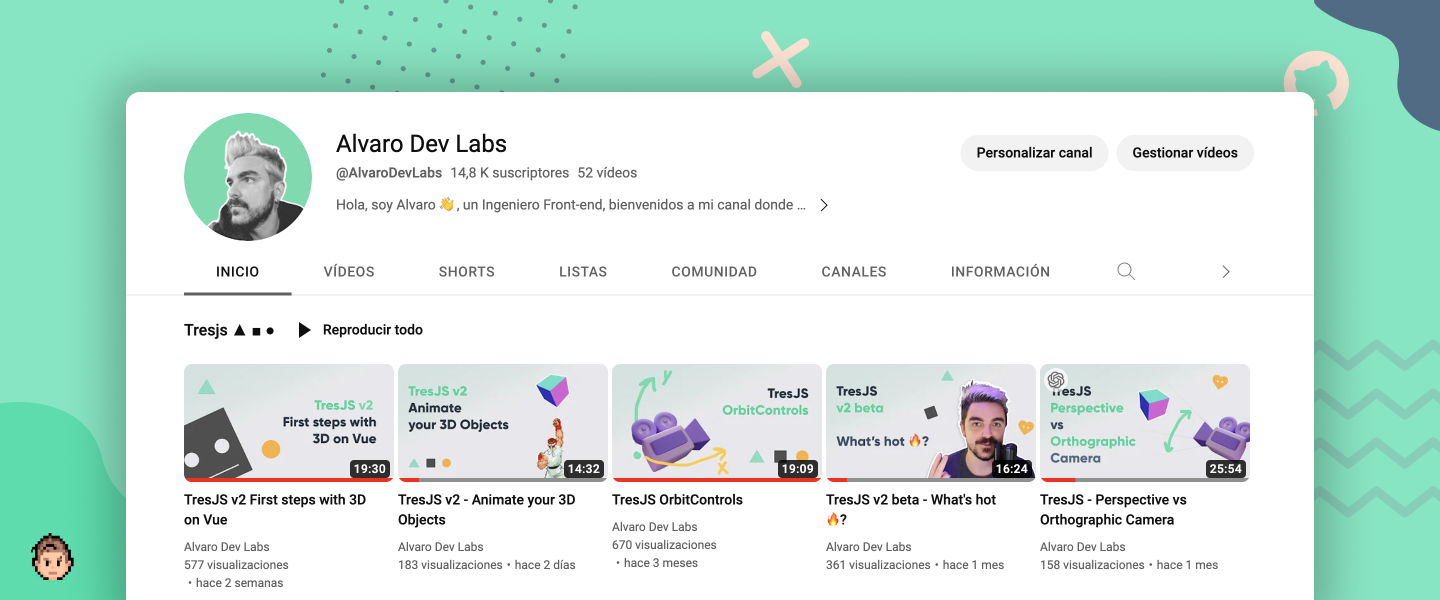 Alvaro Dev Labs
@AlvaroDevLabs 14,8 K suscriptores 52 vídeos
Hola, soy Alvaro 👋, un Ingeniero Front-end, bienvenidos a mi canal donde ...
Personalizar canal
Gestionar vídeos
INICIO VÍDEOS SHORTS LISTAS COMUNIDAD CANALES INFORMACIÓN
Tresjs ▲ ■ ● Reproducir todo
TresJS v2
First steps with
3D on Vue
19:30
TresJS v2 First steps with 3D
on Vue
Alvaro Dev Labs
577 visualizaciones
• hace 2 semanas
TresJS v2
Animate
your 3D Objects
14:32
TresJS v2 - Animate your 3D
Objects
Alvaro Dev Labs
183 visualizaciones • hace 2 días
y
TresJS
OrbitControls
x
19:09
TresJS OrbitControls
Alvaro Dev Labs
670 visualizaciones
• hace 3 meses
TresJS
v2 beta
What's hot 🔥?
16:24
TresJS v2 beta - What's hot
🔥?
Alvaro Dev Labs
361 visualizaciones • hace 1 mes
TresJS
Perspective
vs
Orthographic
Camera
25:54
TresJS - Perspective vs
Orthographic Camera
Alvaro Dev Labs
158 visualizaciones • hace 1 mes